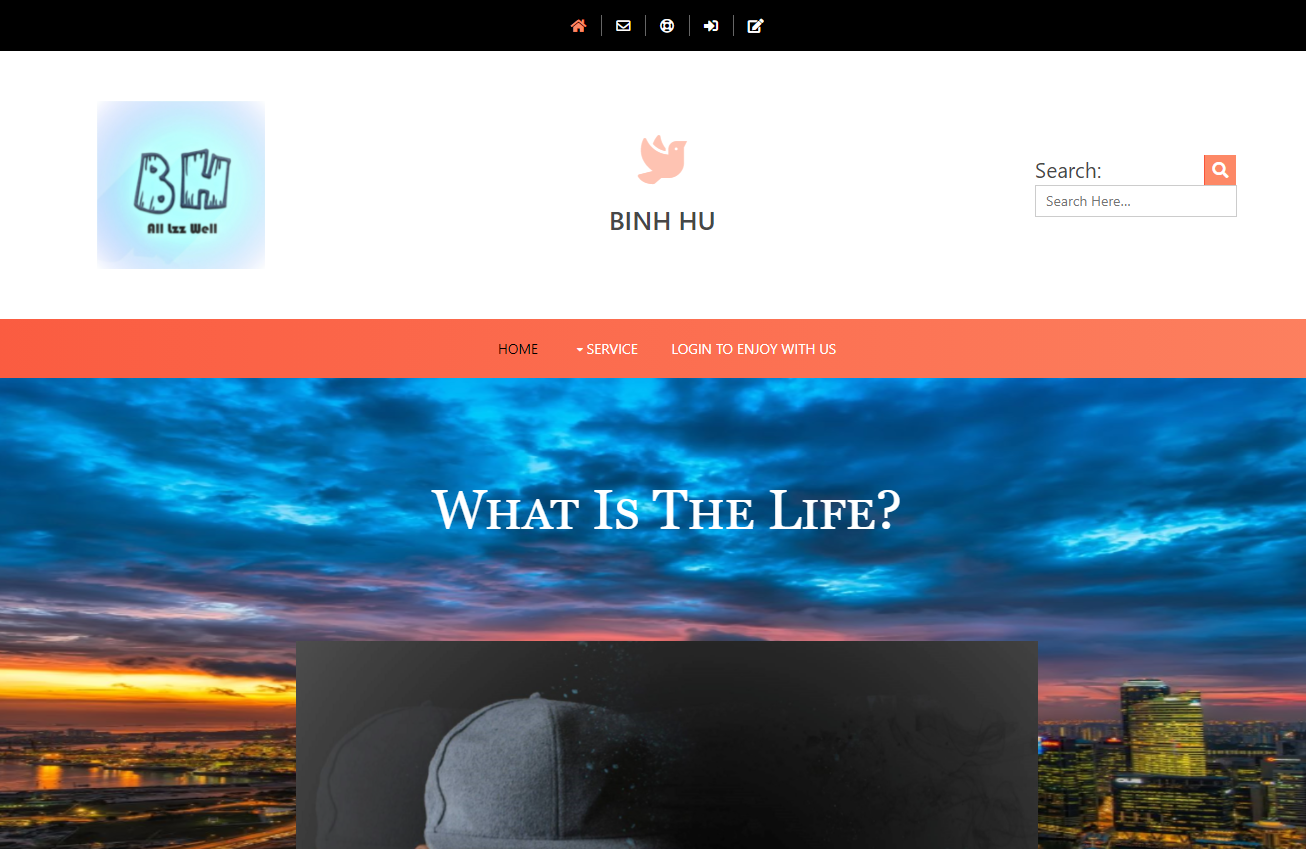 BH
All Izz Well
BINH HU
Search:
Search Here...
HOME
SERVICE
LOGIN TO ENJOY WITH US
What Is The Life?